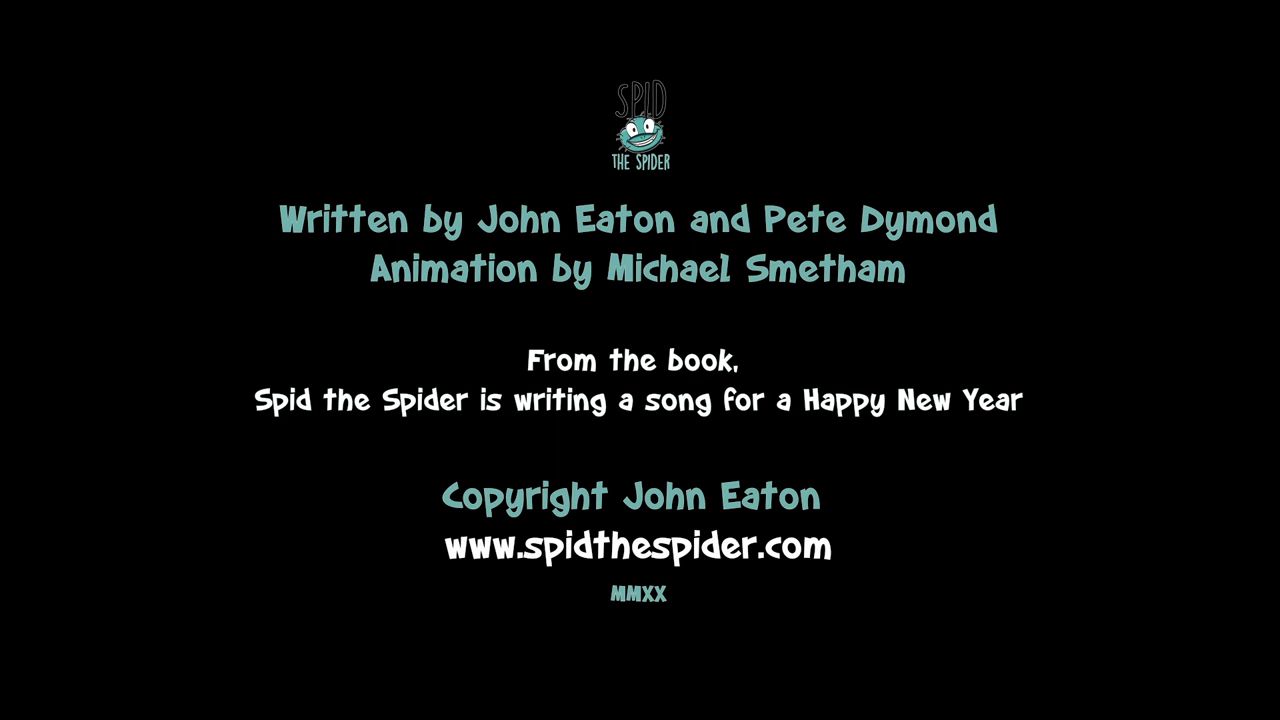 SPID
THE SPIDER
Written by John Eaton and Pete Dymond
Animation by Michael Smetham
From the book,
Spid the Spider is writing a song for a Happy New Year
Copyright John Eaton
www.spidthespider.com
MMXX